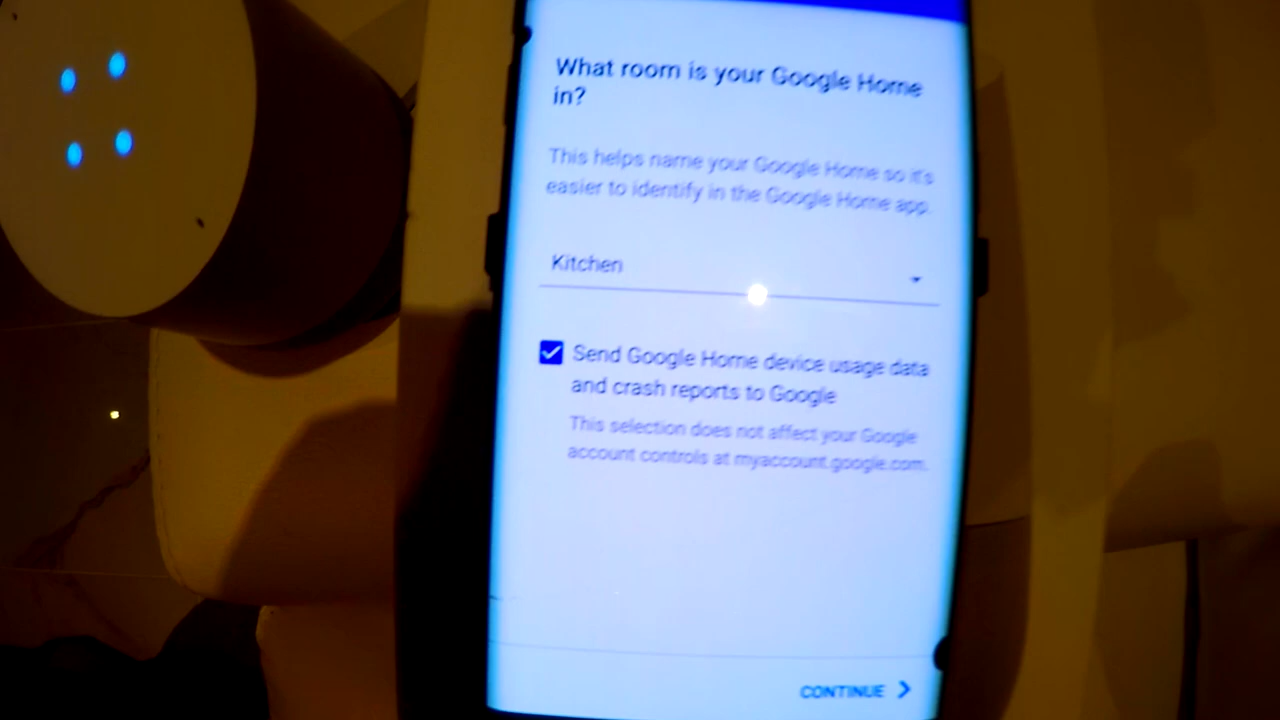 What room is your Google Home
in?
This helps name your Google Home so it's
easier to identify in the Google Home app.
Kitchen
Send Google Home device usage data
and crash reports to Google
This selection does not affect your Google
account controls at myaccount.google.com.
CONTINUE